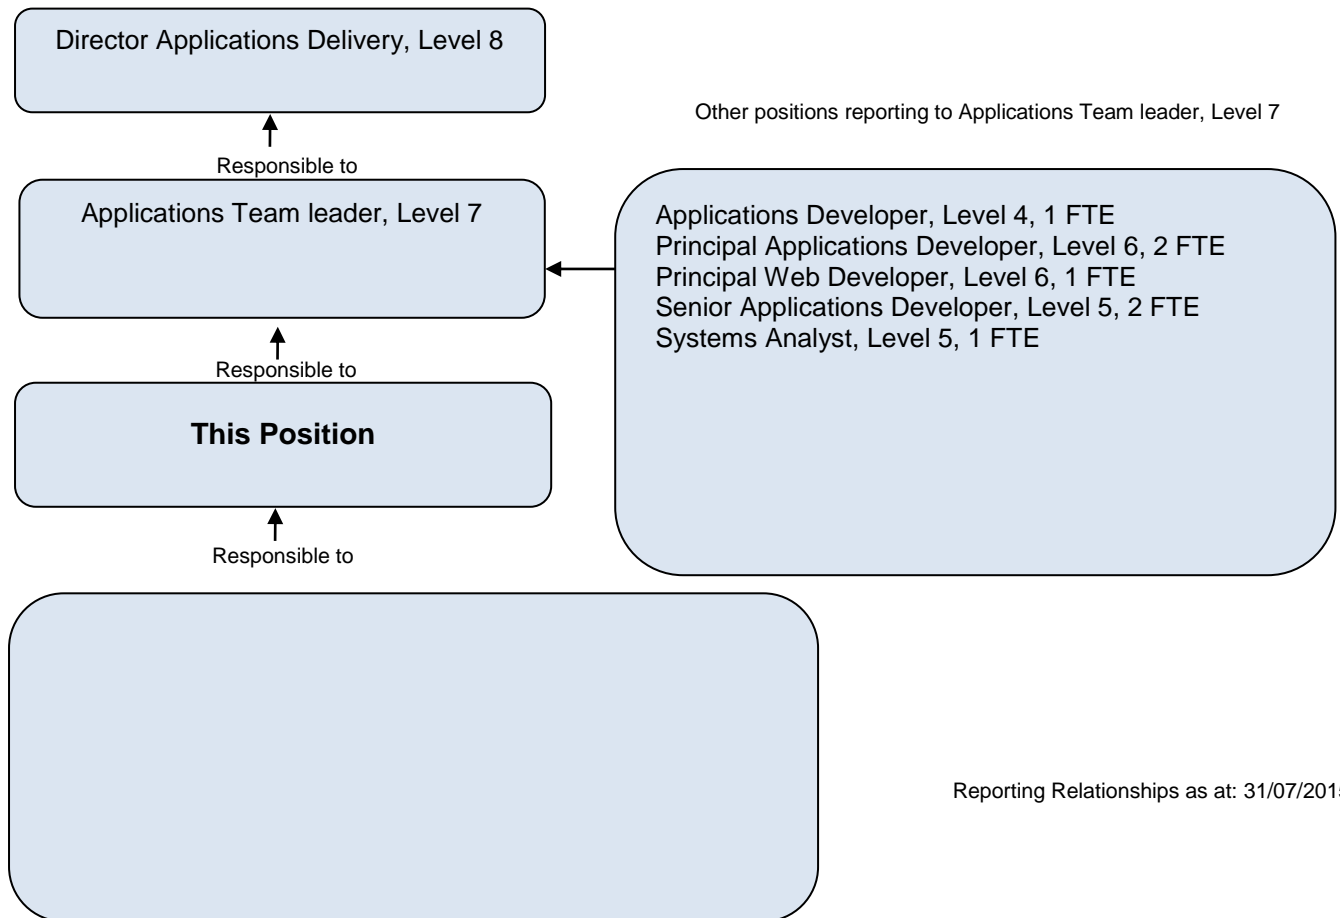 Director Applications Delivery, Level 8
Other positions reporting to Applications Team leader, Level 7
Responsible to
Applications Team leader, Level 7
Applications Developer, Level 4, 1 FTE
Principal Applications Developer, Level 6, 2 FTE
Principal Web Developer, Level 6, 1 FTE
Senior Applications Developer, Level 5, 2 FTE
Systems Analyst, Level 5, 1 FTE
Responsible to
This Position
Responsible to
Reporting Relationships as at: 31/07/2015